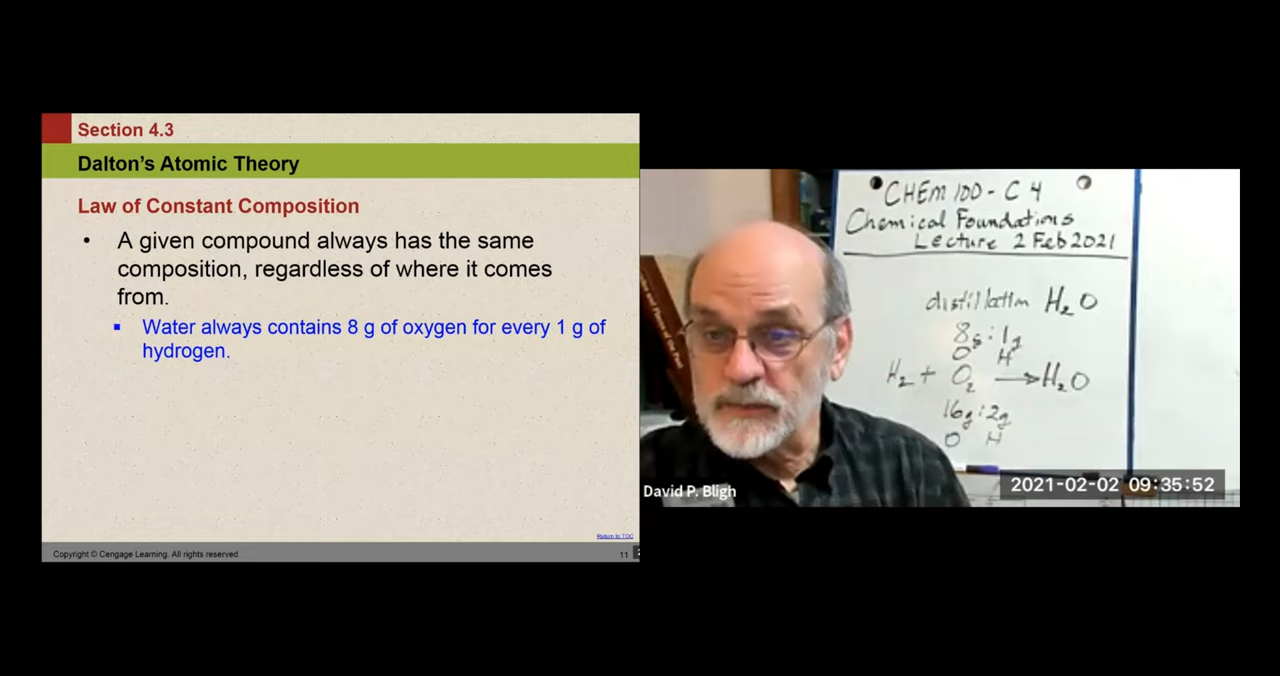 Section 4.3
Dalton's Atomic Theory
Law of Constant Composition
• A given compound always has the same
composition, regardless of where it comes
from.
▪ Water always contains 8 g of oxygen for every 1 g of
hydrogen.
Return to TOC
Copyright © Cengage Learning. All rights reserved
11
CHEM 100 - C 4
Chemical Foundations
Lecture 2 Feb 2021
distillation H2O
8g : 1g
O H
H2 + O2 → H2O
16g : 2g
O H
David P. Bligh
2021-02-02 09:35:52